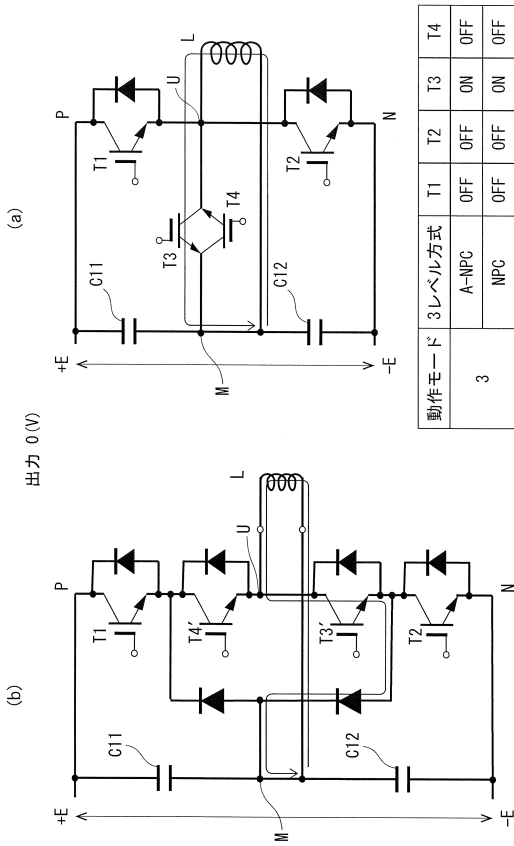 出力 0(V)
(a)
+E
-E
P
N
M
U
L
C11
C12
T1
T2
T3
T4
(b)
+E
-E
P
N
M
U
L
C11
C12
T1
T4′
T3′
T2
動作モード 3レベル方式 T1 T2 T3 T4
3 A-NPC OFF OFF ON OFF
NPC OFF OFF ON OFF